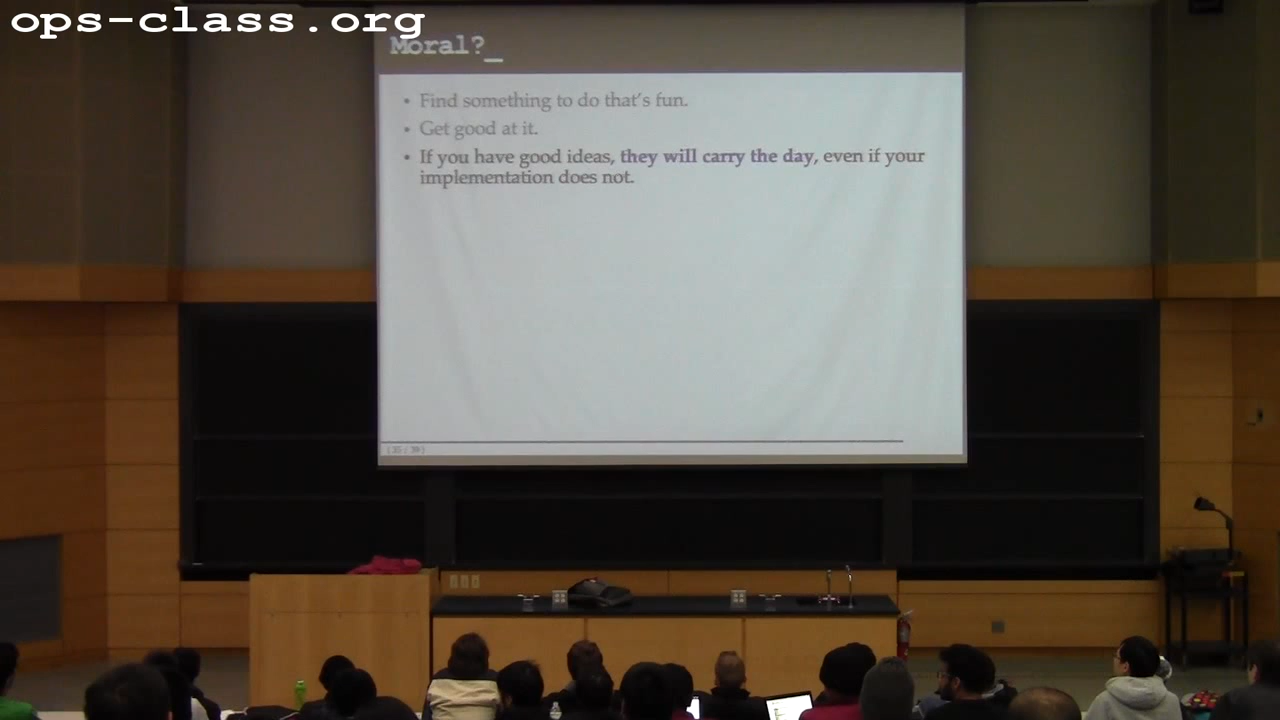 ops-class.org
Moral?_
• Find something to do that's fun.
• Get good at it.
• If you have good ideas, they will carry the day, even if your
implementation does not.